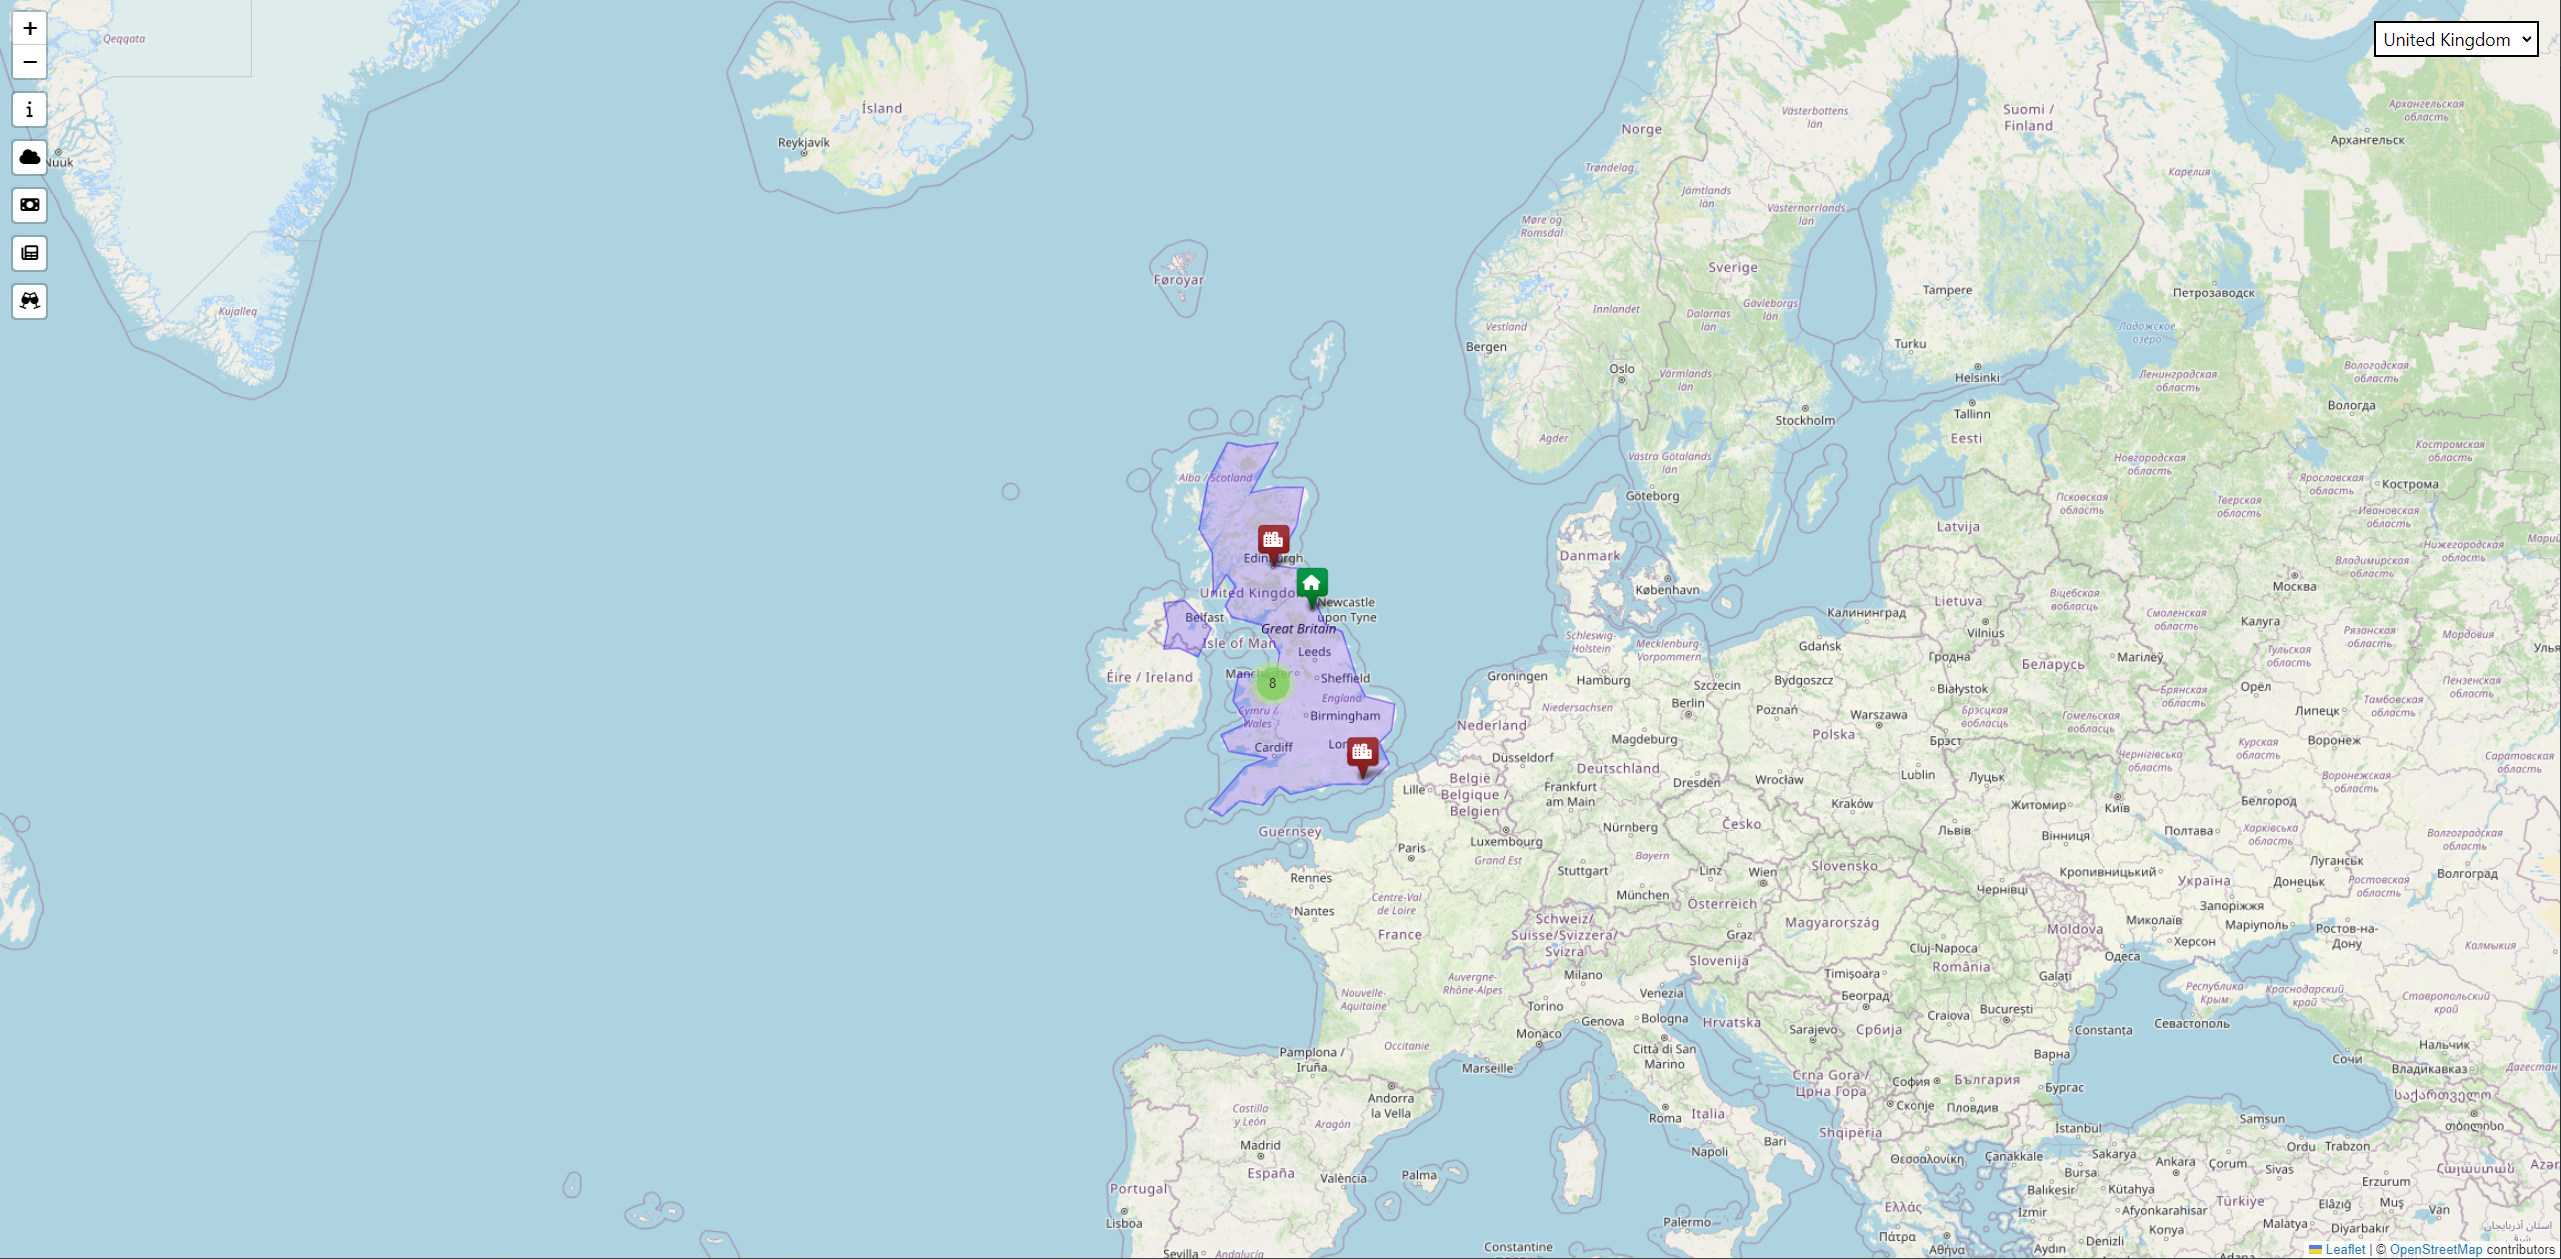 +
−
i
United Kingdom
Qeqqata
Nuuk
Kujalleq
Ísland
Reykjavík
Føroyar
Norge
Trøndelag
Møre og
Romsdal
Vestland
Bergen
Innlandet
Oslo
Agder
Västerbottens
län
Jämtlands
län
Västernorrlands
län
Sverige
Gävleborgs
län
Dalarnas
län
Värmlands
län
Västra Götalands
län
Stockholm
Göteborg
Suomi /
Finland
Tampere
Turku
Helsinki
Tallinn
Eesti
Latvija
Lietuva
Vilnius
Архангельская
область
Архангельск
Карелия
Петрозаводск
Ладожское
озеро
Ленинградская
область
Вологодская
область
Вологда
Костромская
область
Новгородская
область
Ярославская
область
Кострома
Псковская
область
Тверская
область
Ивановская
область
Владимирская
область
Нижегородская
область
Москва
Смоленская
область
Калуга
Рязанская
область
Мордовия
Тульская
область
Орёл
Тамбовская
область
Пензенская
область
Липецк
Курская
область
Воронеж
Саратовская
область
Белгород
Воронежская
область
Волгоградская
область
Волгоград
Ростовская
область
Ростов-на-
Дону
Калмыкия
Краснодарский
край
Ставропольский
край
Республика
Крым
Севастополь
Сочи
Нальчик
Владикавказ
Дагестан
Alba / Scotland
Edinburgh
United Kingdom
Newcastle
upon Tyne
Great Britain
Belfast
Isle of Man
Leeds
Manchester
Sheffield
8
England
Cymru /
Wales
Birmingham
Cardiff
Éire / Ireland
Guernsey
Danmark
København
Schleswig-
Holstein
Mecklenburg-
Vorpommern
Hamburg
Groningen
Niedersachsen
Nederland
Berlin
Magdeburg
Düsseldorf
Deutschland
België
Belgique /
Belgien
Lille
Frankfurt
am Main
Dresden
Luxembourg
Nürnberg
Stuttgart
Bayern
München
Калининград
Gdańsk
Szczecin
Bydgoszcz
Poznań
Warszawa
Polska
Wrocław
Lublin
Kraków
Białystok
Гродна
Віцебская
вобласць
Магілёў
Беларусь
Брэсцкая
вобласць
Гомельская
вобласць
Брэст
Луцьк
Чернігівська
область
Житомир
Київ
Львів
Вінниця
Полтава
Харківська
область
Луганськ
Кропивницький
Україна
Донецьк
Запоріжжя
Чернівці
Миколаїв
Маріуполь
Херсон
Одеса
Moldova
Česko
Slovensko
Linz
Wien
Österreich
Graz
Magyarország
Schweiz/
Suisse/Svizzera/
Svizra
Slovenija
Cluj-Napoca
România
Timișoara
Galați
Craiova
București
Constanța
Paris
Grand Est
Rennes
Nantes
Centre-Val
de Loire
France
Nouvelle-
Aquitaine
Auvergne-
Rhône-Alpes
Occitanie
Marseille
Monaco
Milano
Torino
Genova
Venezia
Bologna
Città di San
Marino
Hrvatska
Sarajevo
Београд
Србија
Crna Gora /
Црна Гора
София
България
Варна
Бургас
Скопје
Пловдив
Shqipëria
Italia
Roma
Napoli
Bari
Palermo
Pamplona /
Iruña
Andorra
la Vella
Castilla
y León
Aragón
Madrid
España
València
Palma
Portugal
Lisboa
Sevilla
Andalucía
Constantine
Θεσσαλονίκη
Ελλάς
Πάτρα
Αθήνα
İstanbul
Çanakkale
Sakarya
Bursa
Balıkesir
Kütahya
İzmir
Afyonkarahisar
Aydın
Denizli
Konya
Ankara
Çorum
Samsun
Ordu
Trabzon
Sivas
Erzurum
Türkiye
Elâzığ
Muş
Van
Malatya
Diyarbakır
საქართველო
თბილისი
Հայաստան
Leaflet | © OpenStreetMap contributors